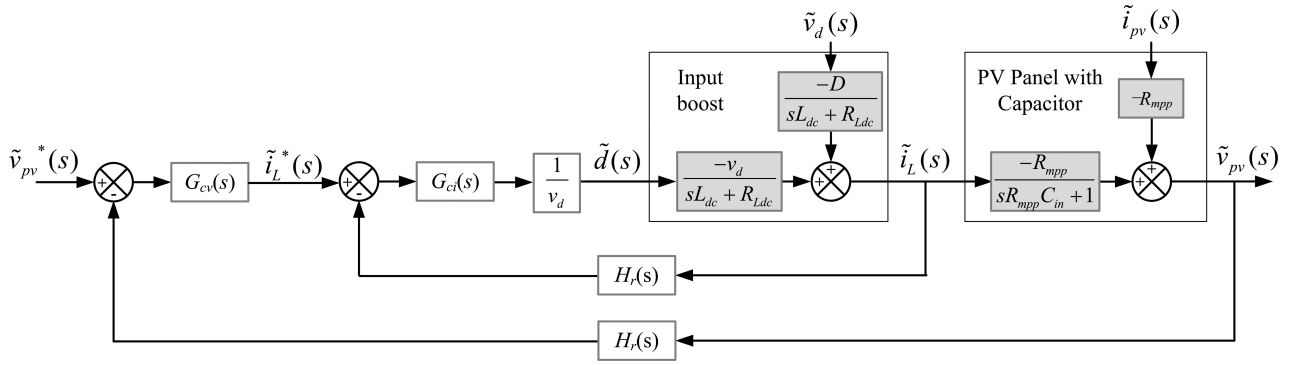 ṽ_d(s)
ĩ_pv(s)
Input
boost
-D
sL_dc + R_Ldc
PV Panel with
Capacitor
-R_mpp
ṽ_pv*(s)
+
-
G_cv(s)
ĩ_L*(s)
+
-
G_ci(s)
1
v_d
d̃(s)
-v_d
sL_dc + R_Ldc
+
+
ĩ_L(s)
-R_mpp
sR_mpp C_in + 1
+
+
ṽ_pv(s)
H_r(s)
H_r(s)